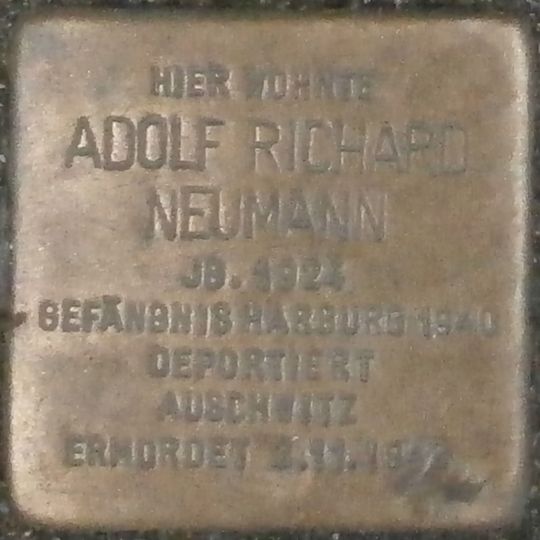 HIER WOHNTE
ADOLF RICHARD
NEUMANN
JG. 1924
GEFÄNGNIS HARBURG 1940
DEPORTIERT
AUSCHWITZ
ERMORDET